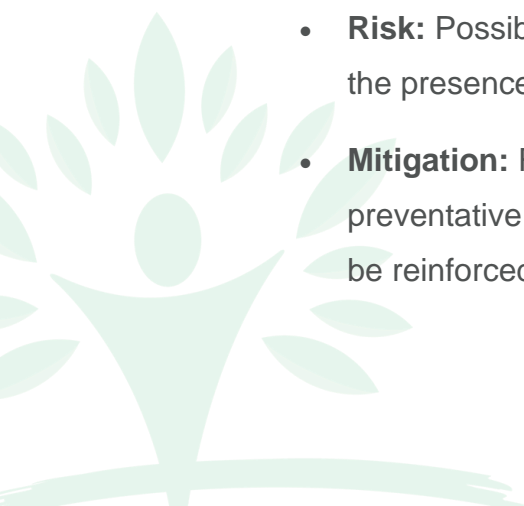 • Risk: Possib
the presence
• Mitigation:
preventative
be reinforced